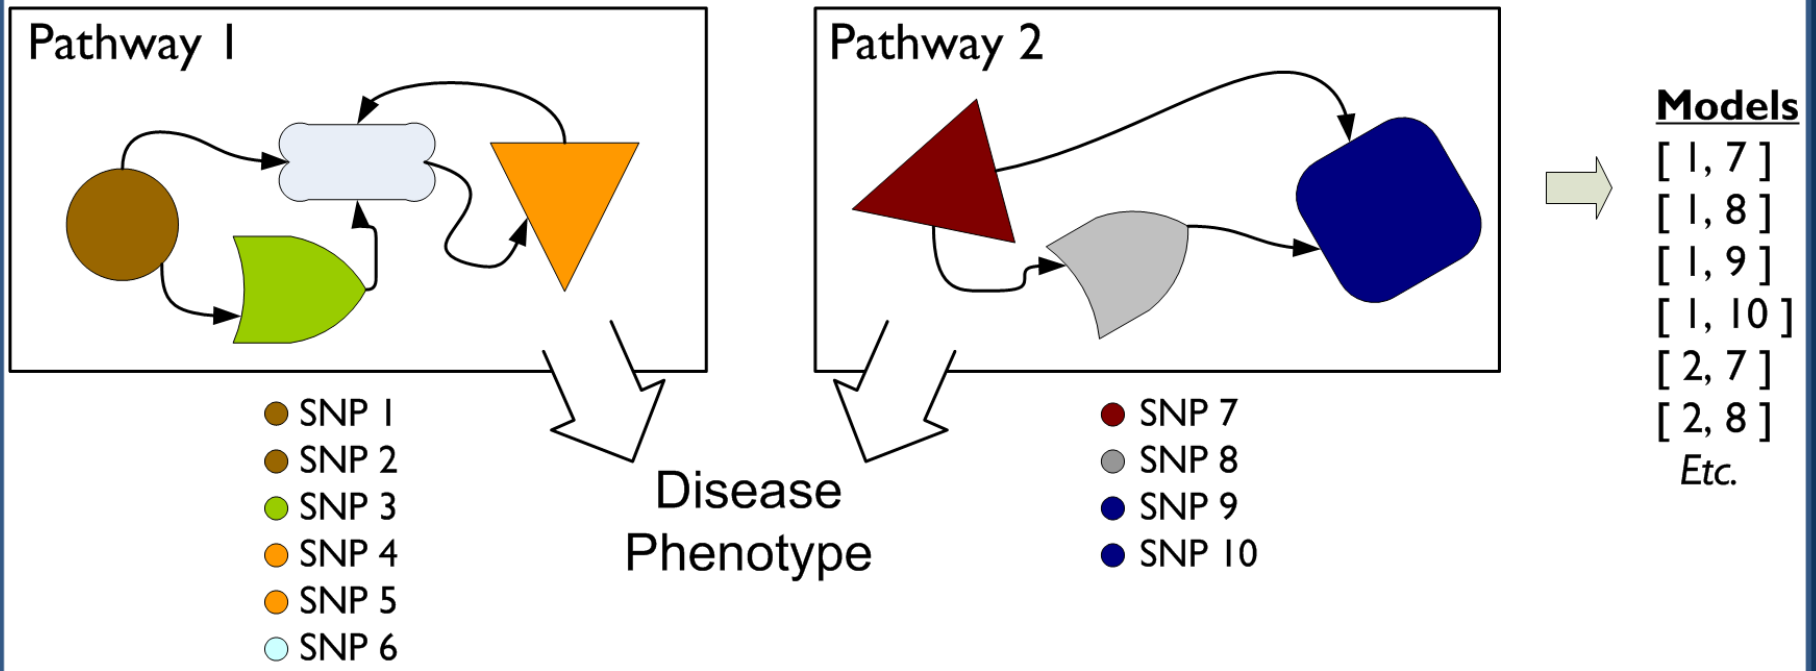 Pathway 1
Pathway 2
SNP 1
SNP 2
SNP 3
SNP 4
SNP 5
SNP 6
Disease
Phenotype
SNP 7
SNP 8
SNP 9
SNP 10
Models
[ 1, 7 ]
[ 1, 8 ]
[ 1, 9 ]
[ 1, 10 ]
[ 2, 7 ]
[ 2, 8 ]
Etc.